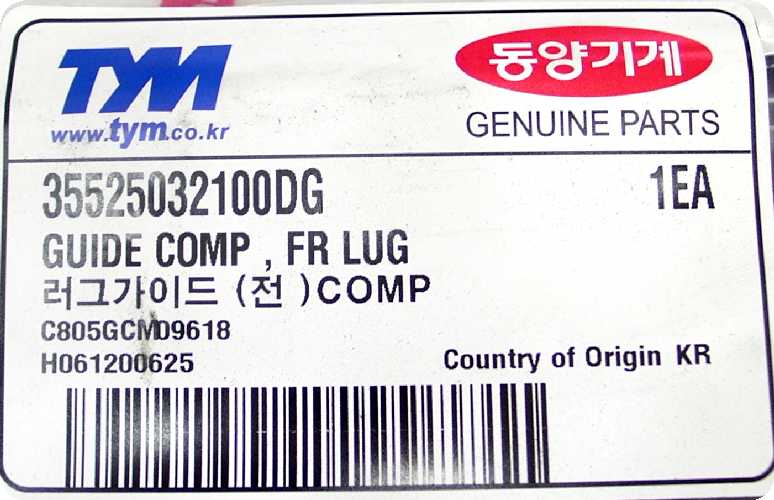 TYM
www.tym.co.kr
동양기계
GENUINE PARTS
35525032100DG 1EA
GUIDE COMP , FR LUG
러그가이드 (전 )COMP
C805GCM09618
H061200625 Country of Origin KR